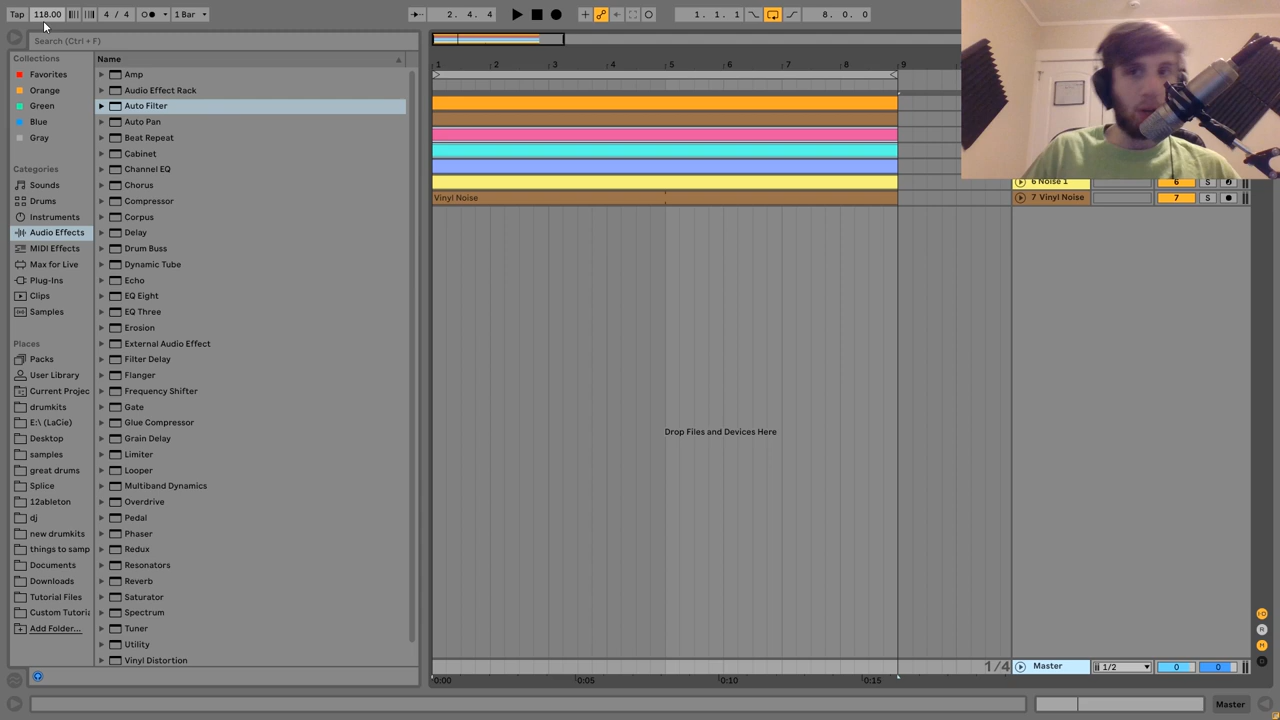 Tap 118.00 4 / 4 1 Bar 2. 4. 4 1. 1. 1 8. 0. 0
Search (Ctrl + F)
Collections
Favorites
Orange
Green
Blue
Gray
Categories
Sounds
Drums
Instruments
Audio Effects
MIDI Effects
Max for Live
Plug-Ins
Clips
Samples
Places
Packs
User Library
Current Projec
drumkits
E:\ (LaCie)
Desktop
samples
great drums
Splice
12ableton
dj
new drumkits
things to samp
Documents
Downloads
Tutorial Files
Custom Tutoria
Add Folder...
Name
Amp
Audio Effect Rack
Auto Filter
Auto Pan
Beat Repeat
Cabinet
Channel EQ
Chorus
Compressor
Corpus
Delay
Drum Buss
Dynamic Tube
Echo
EQ Eight
EQ Three
Erosion
External Audio Effect
Filter Delay
Flanger
Frequency Shifter
Gate
Glue Compressor
Grain Delay
Limiter
Looper
Multiband Dynamics
Overdrive
Pedal
Phaser
Redux
Resonators
Reverb
Saturator
Spectrum
Tuner
Utility
Vinyl Distortion
1 2 3 4 5 6 7 8 9
Vinyl Noise
Drop Files and Devices Here
1/4
0:00 0:05 0:10 0:15
6 Noise 1 6 S
7 Vinyl Noise 7 S
R
H
D
Master 1/2 0 0
Master